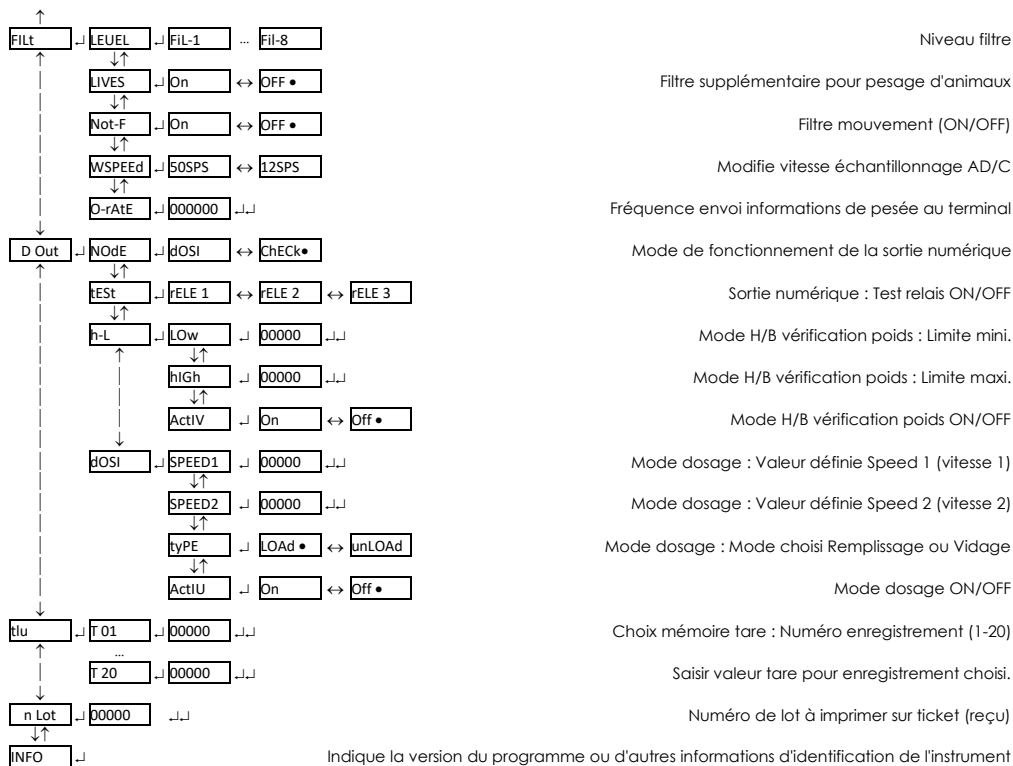 ↑
FILt ↵ LEUEL ↵ FiL-1 ... Fil-8 Niveau filtre
↑ ↓↑
LIVES ↵ On ↔ OFF • Filtre supplémentaire pour pesage d'animaux
↓↑
Not-F ↵ On ↔ OFF • Filtre mouvement (ON/OFF)
↓↑
WSPEEd ↵ 50SPS ↔ 12SPS Modifie vitesse échantillonnage AD/C
↓↑
O-rAtE ↵ 000000 ↵↵ Fréquence envoi informations de pesée au terminal
↓
D Out ↵ NOdE ↵ dOSI ↔ ChECk• Mode de fonctionnement de la sortie numérique
↑ ↓↑
tESt ↵ rELE 1 ↔ rELE 2 ↔ rELE 3 Sortie numérique : Test relais ON/OFF
↓↑
h-L ↵ LOw ↵ 00000 ↵↵ Mode H/B vérification poids : Limite mini.
↑ ↓↑
hIGh ↵ 00000 ↵↵ Mode H/B vérification poids : Limite maxi.
↓↑
ActIV ↵ On ↔ Off • Mode H/B vérification poids ON/OFF
↓
dOSI ↵ SPEED1 ↵ 00000 ↵↵ Mode dosage : Valeur définie Speed 1 (vitesse 1)
↓↑
SPEED2 ↵ 00000 ↵↵ Mode dosage : Valeur définie Speed 2 (vitesse 2)
↓↑
tyPE ↵ LOAd • ↔ unLOAd Mode dosage : Mode choisi Remplissage ou Vidage
↓↑
ActIU ↵ On ↔ Off • Mode dosage ON/OFF
↓
tlu ↵ T 01 ↵ 00000 ↵↵ Choix mémoire tare : Numéro enregistrement (1-20)
↑ ...
T 20 ↵ 00000 ↵↵ Saisir valeur tare pour enregistrement choisi.
↓
n Lot ↵ 00000 ↵↵ Numéro de lot à imprimer sur ticket (reçu)
↓↑
INFO ↵ Indique la version du programme ou d'autres informations d'identification de l'instrument